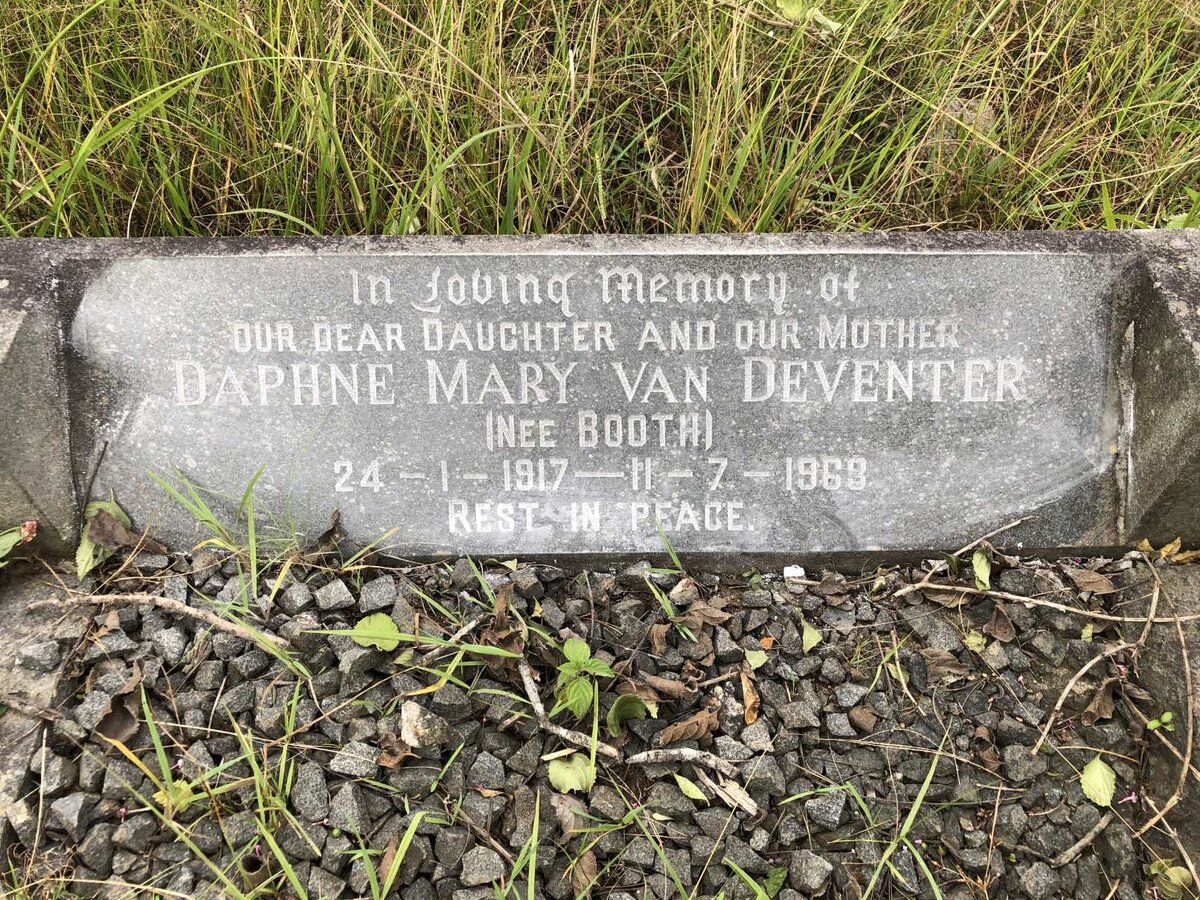 In Loving Memory of
OUR DEAR DAUGHTER AND OUR MOTHER
DAPHNE MARY VAN DEVENTER
(NEE BOOTH)
24 – 1 – 1917 — 11 – 7 – 1963
REST IN PEACE.